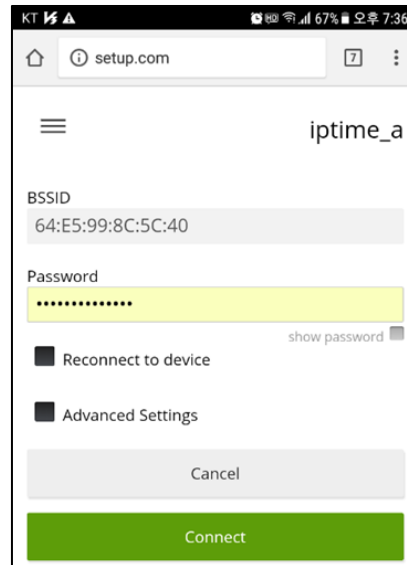 KT 67% 오후 7:36
setup.com 7
iptime_a
BSSID
64:E5:99:8C:5C:40
Password
••••••••••••••
show password
Reconnect to device
Advanced Settings
Cancel
Connect